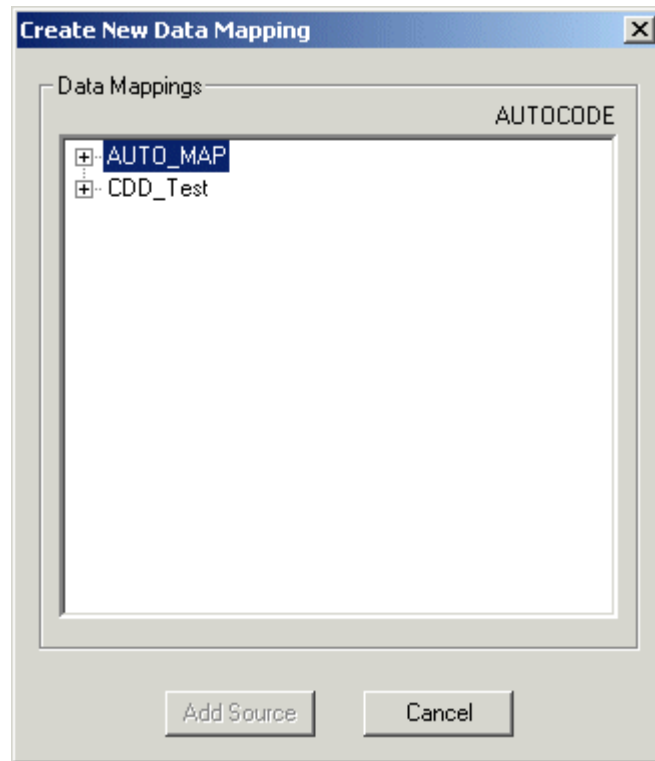 Create New Data Mapping
Data Mappings
AUTOCODE
AUTO_MAP
CDD_Test
Add Source Cancel